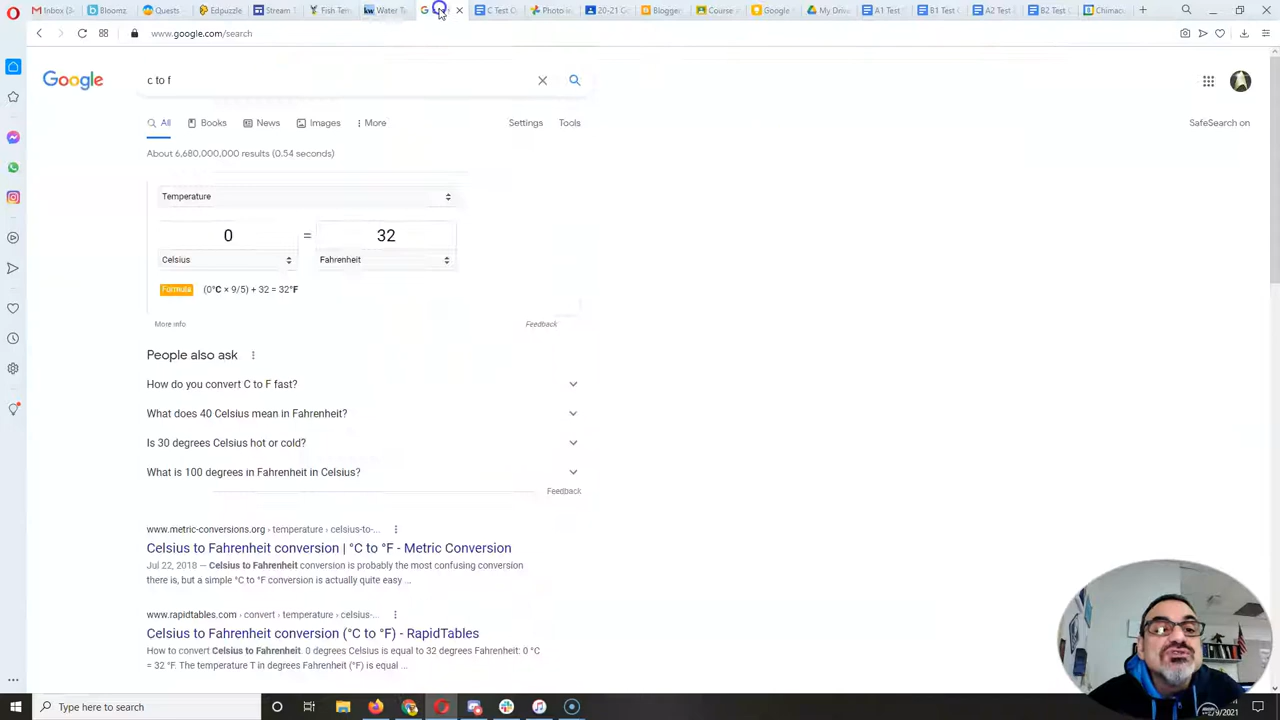 Inbox (3
Bloomz
Quests
Edpuzzle
Stream 1
Fish Tem
kw Water Te
G
C Test O
Photo
20-21 G
Blogger
Course
Google
My Driv
A1 Test
B1 Test
A2 Test
B2 Test
Chimacu
www.google.com/search
Google
c to f
All
Books
News
Images
More
Settings
Tools
SafeSearch on
About 6,680,000,000 results (0.54 seconds)
Temperature
0
=
32
Celsius
Fahrenheit
Formula (0°C × 9/5) + 32 = 32°F
More info
Feedback
People also ask
How do you convert C to F fast?
What does 40 Celsius mean in Fahrenheit?
Is 30 degrees Celsius hot or cold?
What is 100 degrees in Fahrenheit in Celsius?
Feedback
www.metric-conversions.org › temperature › celsius-to-...
Celsius to Fahrenheit conversion | °C to °F - Metric Conversion
Jul 22, 2018 — Celsius to Fahrenheit conversion is probably the most confusing conversion
there is, but a simple °C to °F conversion is actually quite easy ...
www.rapidtables.com › convert › temperature › celsius-...
Celsius to Fahrenheit conversion (°C to °F) - RapidTables
How to convert Celsius to Fahrenheit. 0 degrees Celsius is equal to 32 degrees Fahrenheit: 0 °C
= 32 °F. The temperature T in degrees Fahrenheit (°F) is equal ...
Type here to search
/9/2021